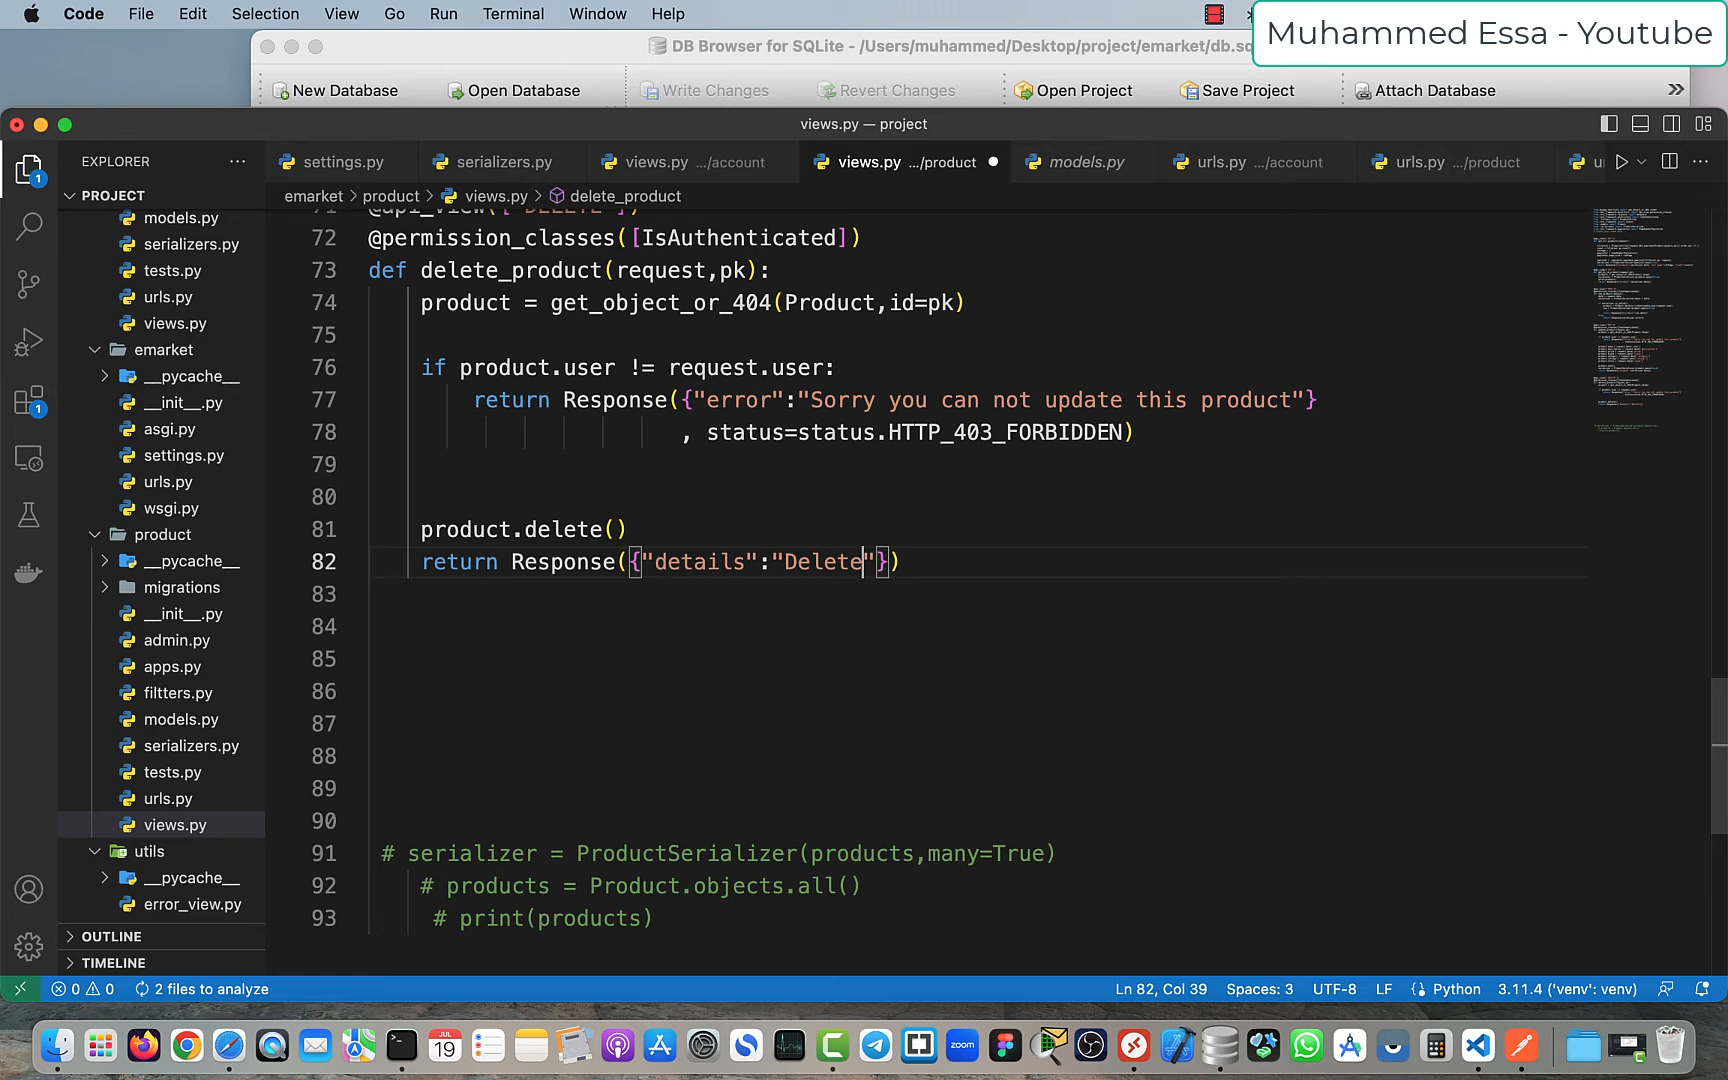 Code File Edit Selection View Go Run Terminal Window Help
Muhammed Essa - Youtube
DB Browser for SQLite - /Users/muhammed/Desktop/project/emarket/db.sq
New Database Open Database Write Changes Revert Changes Open Project Save Project Attach Database »
views.py — project
EXPLORER
settings.py serializers.py views.py .../account views.py .../product models.py urls.py .../account urls.py .../product
PROJECT
emarket > product > views.py > delete_product
models.py
serializers.py
tests.py
urls.py
views.py
emarket
__pycache__
__init__.py
asgi.py
settings.py
urls.py
wsgi.py
product
__pycache__
migrations
__init__.py
admin.py
apps.py
filtters.py
models.py
serializers.py
tests.py
urls.py
views.py
utils
__pycache__
error_view.py
OUTLINE
TIMELINE
71 @api_view(["DELETE"])
72 @permission_classes([IsAuthenticated])
73 def delete_product(request,pk):
74 product = get_object_or_404(Product,id=pk)
75
76 if product.user != request.user:
77 return Response({"error":"Sorry you can not update this product"}
78 , status=status.HTTP_403_FORBIDDEN)
79
80
81 product.delete()
82 return Response({"details":"Delete"})
83
84
85
86
87
88
89
90
91 # serializer = ProductSerializer(products,many=True)
92 # products = Product.objects.all()
93 # print(products)
0 0 2 files to analyze Ln 82, Col 39 Spaces: 3 UTF-8 LF Python 3.11.4 ('venv': venv)
JUL
19
zoom